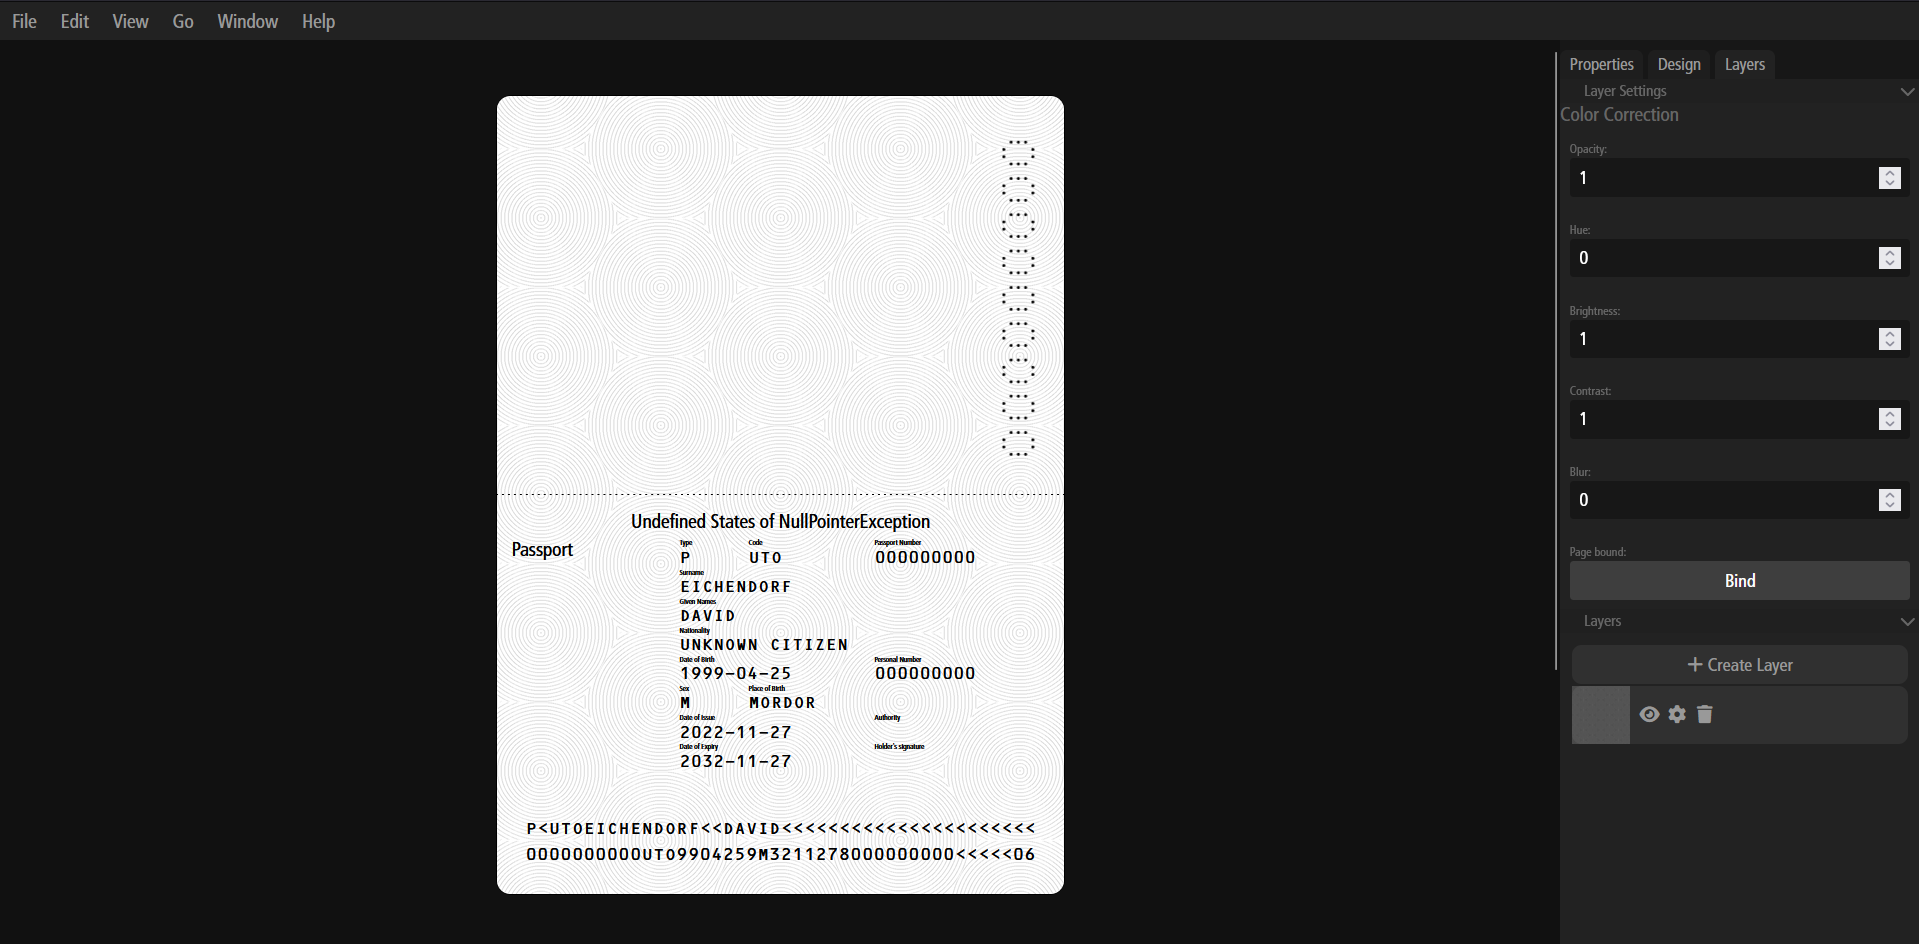 File Edit View Go Window Help
Properties Design Layers
Layer Settings
Color Correction
Opacity:
1
Hue:
0
Brightness:
1
Contrast:
1
Blur:
0
Page bound:
Bind
Layers
+ Create Layer
000000000
Undefined States of NullPointerException
Passport
Type Code Passport Number
P UTO 000000000
Surname
EICHENDORF
Given Names
DAVID
Nationality
UNKNOWN CITIZEN
Date of Birth Personal Number
1999-04-25 000000000
Sex Place of Birth
M MORDOR
Date of Issue Authority
2022-11-27
Date of Expiry Holder's signature
2032-11-27
P<UTOEICHENDORF<<DAVID<<<<<<<<<<<<<<<<<<<<<<
0000000000UTO9904259M3211278000000000<<<<<06